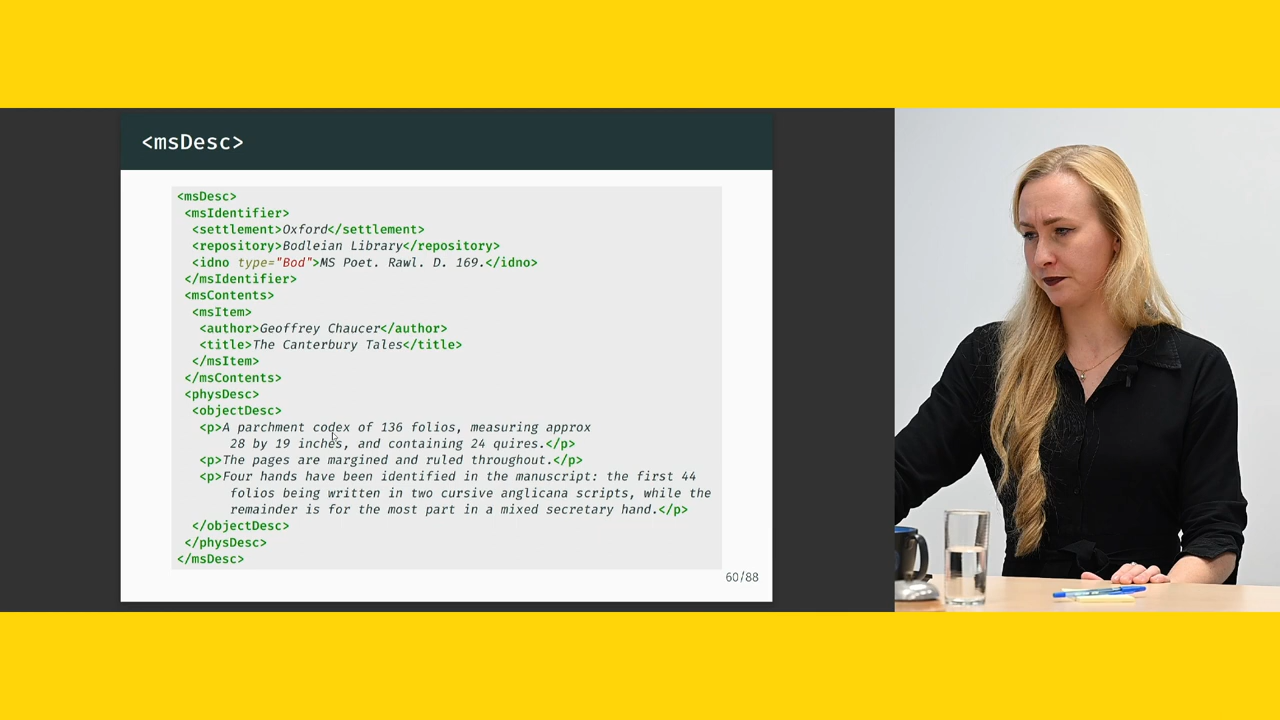 <msDesc>
<msDesc>
<msIdentifier>
<settlement>Oxford</settlement>
<repository>Bodleian Library</repository>
<idno type="Bod">MS Poet. Rawl. D. 169.</idno>
</msIdentifier>
<msContents>
<msItem>
<author>Geoffrey Chaucer</author>
<title>The Canterbury Tales</title>
</msItem>
</msContents>
<physDesc>
<objectDesc>
<p>A parchment codex of 136 folios, measuring approx
28 by 19 inches, and containing 24 quires.</p>
<p>The pages are margined and ruled throughout.</p>
<p>Four hands have been identified in the manuscript: the first 44
folios being written in two cursive anglicana scripts, while the
remainder is for the most part in a mixed secretary hand.</p>
</objectDesc>
</physDesc>
</msDesc>
60/88